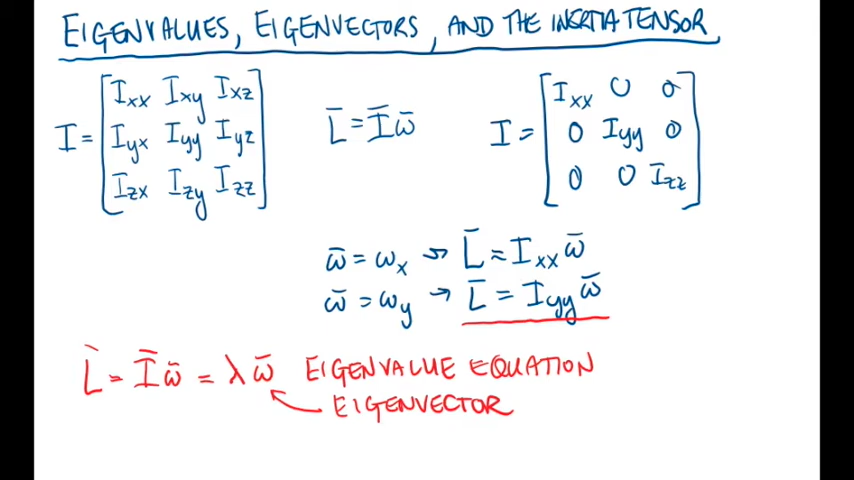 EIGENVALUES, EIGENVECTORS, AND THE INERTIA TENSOR
I = [Ixx Ixy Ixz
Iyx Iyy Iyz
Izx Izy Izz]
L̄ = Īω̄
I = [Ixx 0 0
0 Iyy 0
0 0 Izz]
ω̄ = ωx → L̄ = Ixx ω̄
ω̄ = ωy → L̄ = Iyy ω̄
L̄ = Īω̄ = λω̄ EIGENVALUE EQUATION
EIGENVECTOR